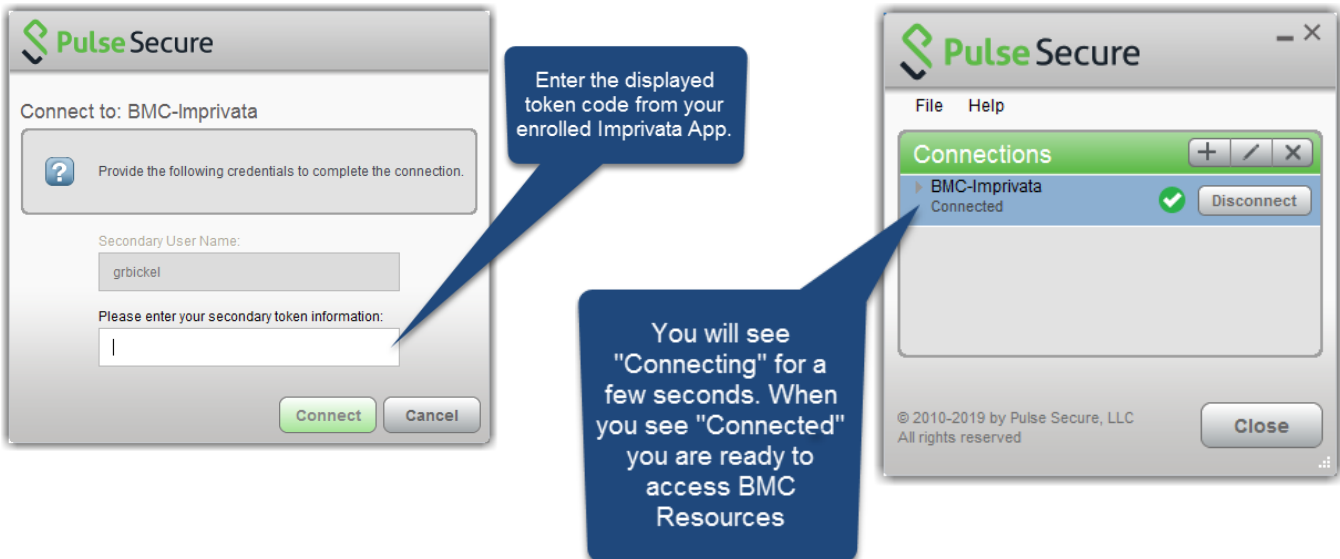 Pulse Secure
Connect to: BMC-Imprivata
?
Provide the following credentials to complete the connection.
Secondary User Name:
grbickel
Please enter your secondary token information:
Connect
Cancel
Enter the displayed
token code from your
enrolled Imprivata App.
You will see
"Connecting" for a
few seconds. When
you see "Connected"
you are ready to
access BMC
Resources
Pulse Secure
File Help
Connections
BMC-Imprivata
Connected
Disconnect
© 2010-2019 by Pulse Secure, LLC
All rights reserved
Close